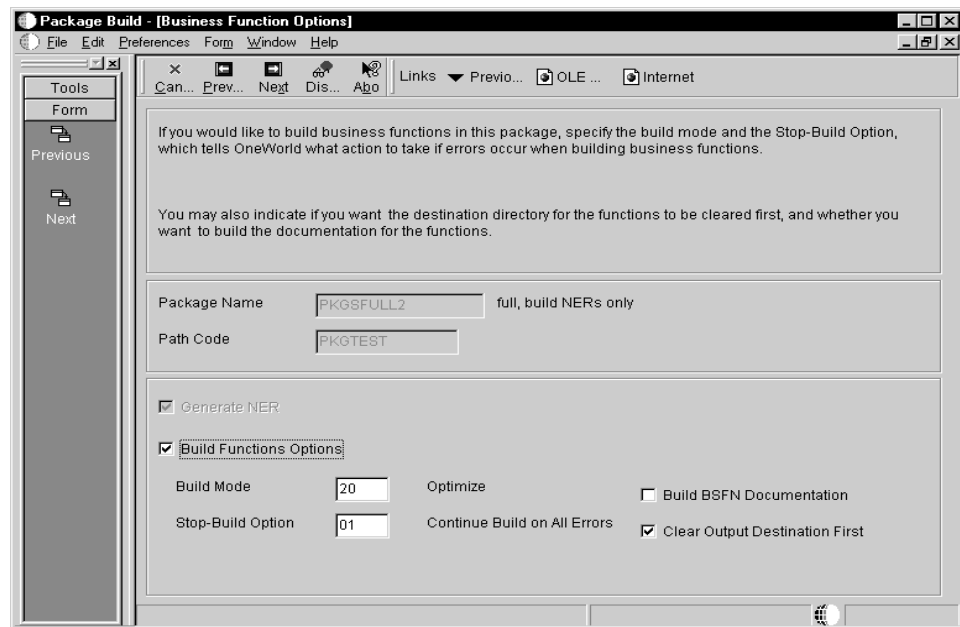 Package Build - [Business Function Options]
File Edit Preferences Form Window Help
Can... Prev... Next Dis... Abo Links Previo... OLE ... Internet
Tools
Form
Previous
Next
If you would like to build business functions in this package, specify the build mode and the Stop-Build Option,
which tells OneWorld what action to take if errors occur when building business functions.
You may also indicate if you want the destination directory for the functions to be cleared first, and whether you
want to build the documentation for the functions.
Package Name PKGSFULL2 full, build NERs only
Path Code PKGTEST
Generate NER
Build Functions Options
Build Mode 20 Optimize
Build BSFN Documentation
Stop-Build Option 01 Continue Build on All Errors
Clear Output Destination First